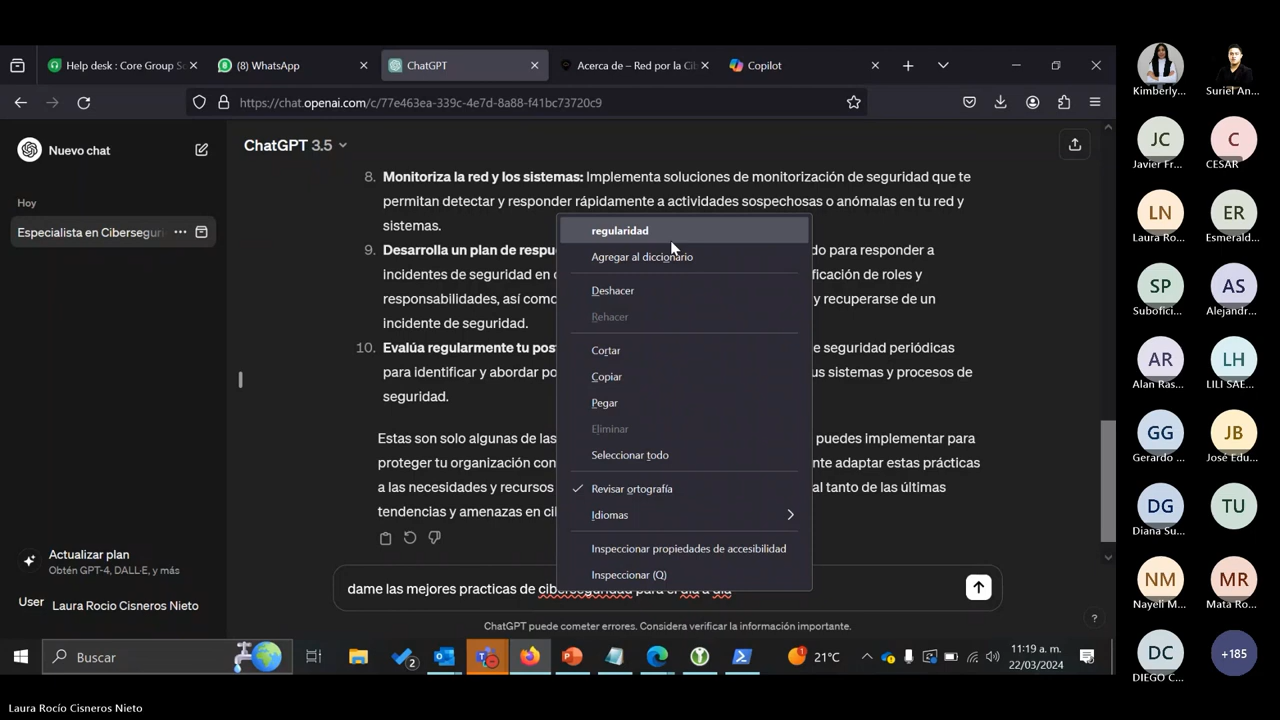 Help desk : Core Group S
(8) WhatsApp
ChatGPT
Acerca de – Red por la Ci
Copilot
https://chat.openai.com/c/77e463ea-339c-4e7d-8a88-f41bc73720c9
Nuevo chat
Hoy
Especialista en Ciberseguri
ChatGPT 3.5
8. Monitoriza la red y los sistemas: Implementa soluciones de monitorización de seguridad que te
permitan detectar y responder rápidamente a actividades sospechosas o anómalas en tu red y
sistemas.
9. Desarrolla un plan de respu do para responder a
incidentes de seguridad en c ficación de roles y
responsabilidades, así como y recuperarse de un
incidente de seguridad.
10. Evalúa regularmente tu pos e seguridad periódicas
para identificar y abordar po us sistemas y procesos de
seguridad.
Estas son solo algunas de las puedes implementar para
proteger tu organización con nte adaptar estas prácticas
a las necesidades y recursos al tanto de las últimas
tendencias y amenazas en cib
regularidad
Agregar al diccionario
Deshacer
Rehacer
Cortar
Copiar
Pegar
Eliminar
Seleccionar todo
Revisar ortografía
Idiomas
Inspeccionar propiedades de accesibilidad
Inspeccionar (Q)
dame las mejores practicas de ciberseguridad para el dia a dia
ChatGPT puede cometer errores. Considera verificar la información importante.
?
Actualizar plan
Obtén GPT-4, DALL·E, y más
User
Laura Rocio Cisneros Nieto
Buscar
2
1
21°C
11:19 a. m.
22/03/2024
Kimberly...
Suriel An...
JC
Javier Fr...
C
CESAR
LN
Laura Ro...
ER
Esmerald...
SP
Subofici...
AS
Alejandr...
AR
Alan Ras...
LH
LILI SAE...
GG
Gerardo ...
JB
José Edu...
DG
Diana Su...
TU
NM
Nayeli M...
MR
Mata Ro...
DC
DIEGO C...
+185
Laura Rocío Cisneros Nieto